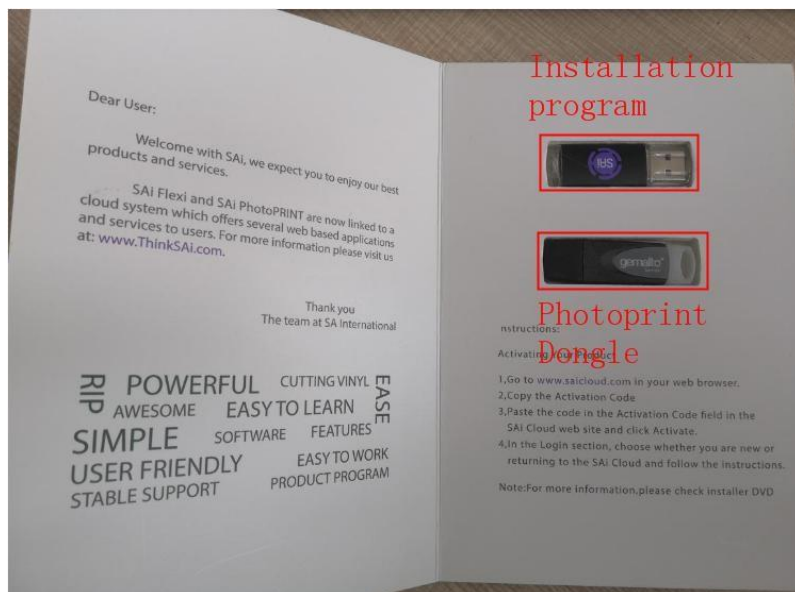 Dear User:
Welcome with SAi, we expect you to enjoy our best
products and services.
SAi Flexi and SAi PhotoPRINT are now linked to a
cloud system which offers several web based applications
and services to users. For more information please visit us
at: www.ThinkSAi.com.
Thank you
The team at SA International
RIP
POWERFUL
CUTTING VINYL
EASE
AWESOME
EASY TO LEARN
SIMPLE
SOFTWARE
FEATURES
USER FRIENDLY
EASY TO WORK
STABLE SUPPORT
PRODUCT PROGRAM
Installation
program
SAi
gemalto
Photoprint
Dongle
nstructions:
Activating Your Product
1,Go to www.saicloud.com in your web browser.
2,Copy the Activation Code
3,Paste the code in the Activation Code field in the
SAi Cloud web site and click Activate.
4,In the Login section, choose whether you are new or
returning to the SAi Cloud and follow the instructions.
Note:For more information,please check installer DVD